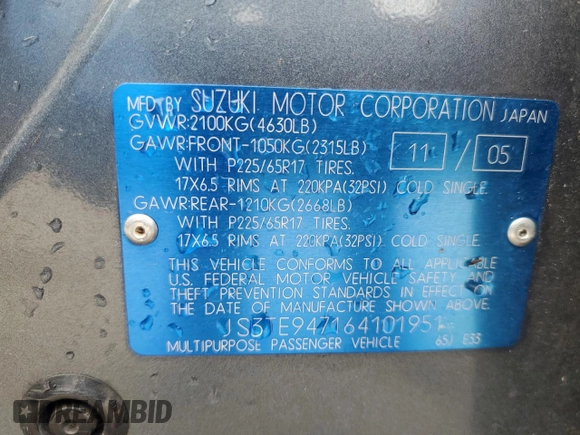 MFD BY SUZUKI MOTOR CORPORATION JAPAN
GVWR:2100KG(4630LB)
GAWR:FRONT-1050KG(2315LB) 11 / 05
WITH P225/65R17 TIRES.
17X6.5 RIMS AT 220KPA(32PSI) COLD SINGLE.
GAWR:REAR-1210KG(2668LB)
WITH P225/65R17 TIRES.
17X6.5 RIMS AT 220KPA(32PSI) COLD SINGLE.
THIS VEHICLE CONFORMS TO ALL APPLICABLE
U.S. FEDERAL MOTOR VEHICLE SAFETY AND
THEFT PREVENTION STANDARDS IN EFFECT ON
THE DATE OF MANUFACTURE SHOWN ABOVE.
JS3TE947164101951
MULTIPURPOSE PASSENGER VEHICLE 6SJ E33
DREAMBID